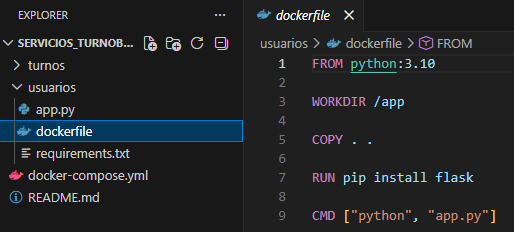 EXPLORER
SERVICIOS_TURNOB...
turnos
usuarios
app.py
dockerfile
requirements.txt
docker-compose.yml
README.md
dockerfile
usuarios > dockerfile > FROM
1 FROM python:3.10
2
3 WORKDIR /app
4
5 COPY . .
6
7 RUN pip install flask
8
9 CMD ["python", "app.py"]